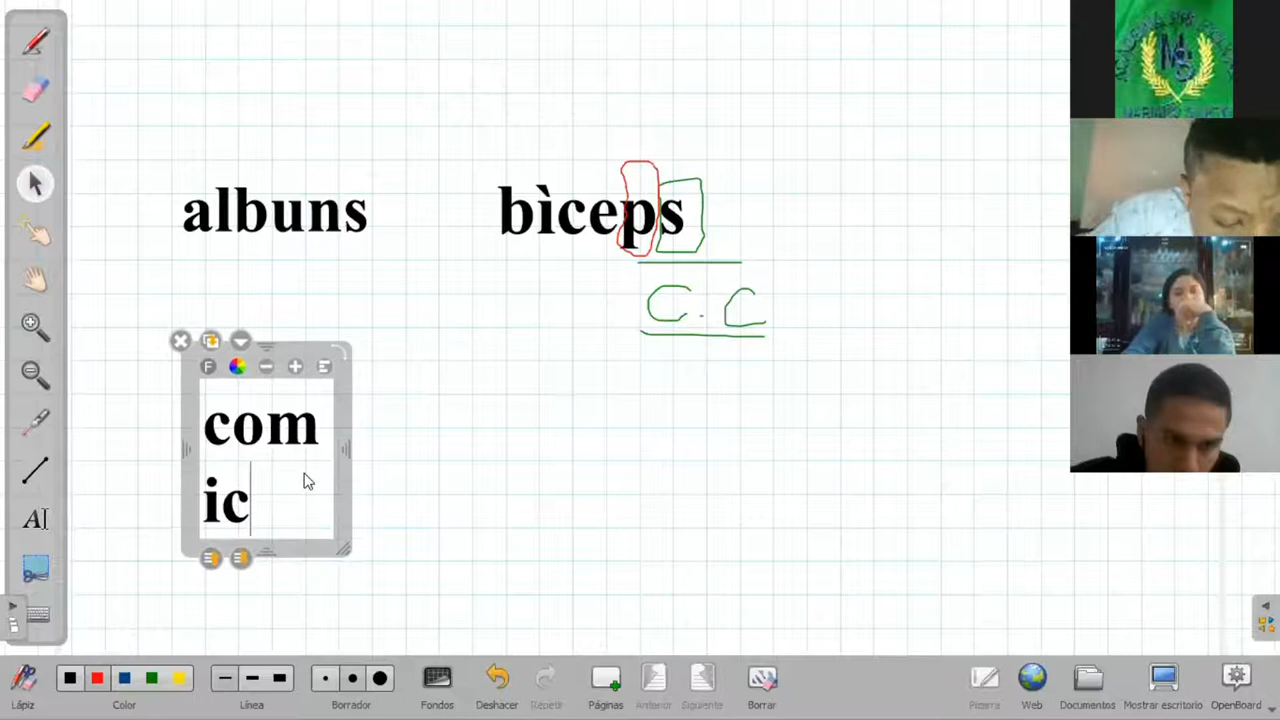 albuns bìceps
C.C
com
ic
F
AI
Lápiz Color Línea Borrador Fondos Deshacer Repetir Páginas Anterior Siguiente Borrar Pizarra Web Documentos Mostrar escritorio OpenBoard